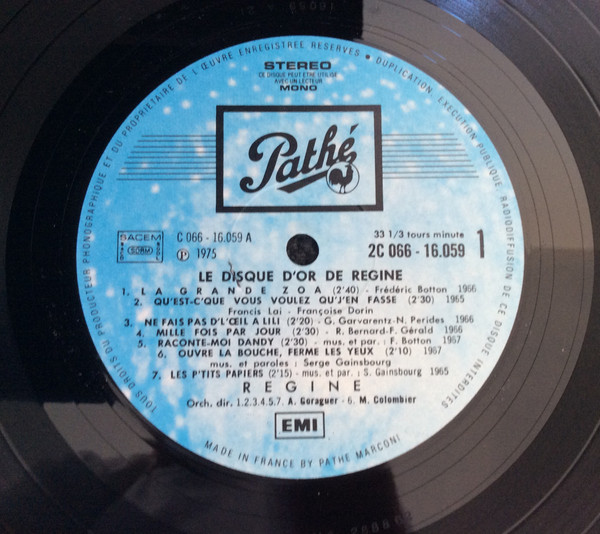 TOUS DROITS DU PRODUCTEUR PHONOGRAPHIQUE ET DU PROPRIETAIRE DE L'ŒUVRE ENREGISTREE RESERVES • DUPLICATION, EXECUTION PUBLIQUE, RADIODIFFUSION DE CE DISQUE INTERDITES
STEREO
CE DISQUE PEUT ETRE UTILISE
AVEC UN LECTEUR
MONO
Pathé
SACEM
SDRM
C 066 - 16.059 A
P 1975
33 1/3 tours minute
2C 066 - 16.059 1
LE DISQUE D'OR DE REGINE
1. LA GRANDE ZOA (2'40) - Frédéric Botton 1966
2. QU'EST-C'QUE VOUS VOULEZ QU'J'EN FASSE (2'30) 1965
Francis Lai - Françoise Dorin
3. NE FAIS PAS D'L'ŒIL A LILI (2'20) - G. Garvarentz-N. Perides 1966
4. MILLE FOIS PAR JOUR (2'30) - R. Bernard-F. Gérald 1966
5. RACONTE-MOI DANDY (2'30) - mus. et par. : F. Botton 1967
6. OUVRE LA BOUCHE, FERME LES YEUX (2'10) 1967
mus. et paroles : Serge Gainsbourg
7. LES P'TITS PAPIERS (2'15) - mus. et par. : S. Gainsbourg 1965
REGINE
Orch. dir. 1.2.3.4.5.7. A. Goraguer - 6. M. Colombier
EMI
MADE IN FRANCE BY PATHE MARCONI